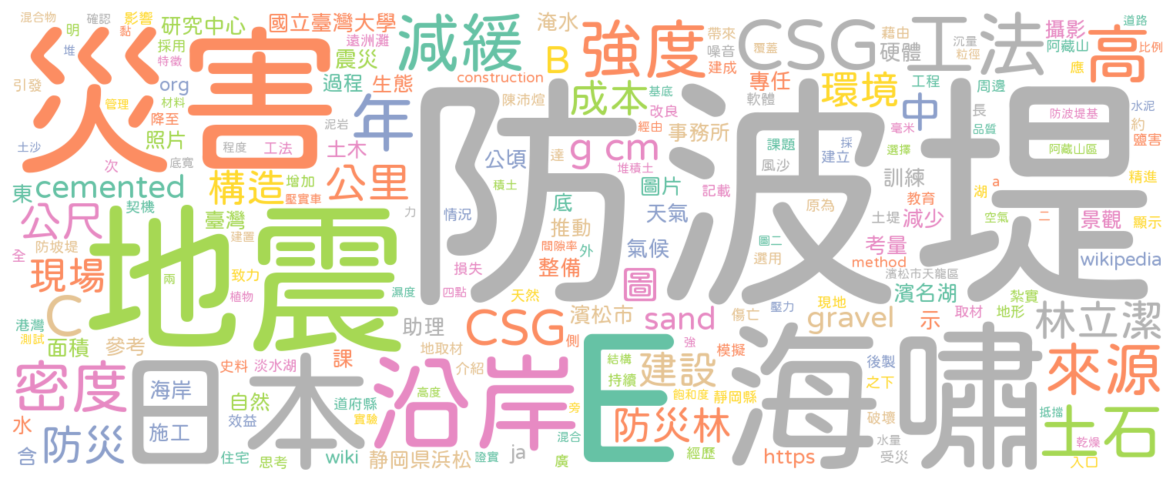 混合物
確認
影響
研究中心
明
堆
黏
採用
遠洲灘
特徵
震災
國立臺灣大學
減緩
淹水
強度
帶來
噪音
建成
CSG工法
硬體
專任
攝影
藉由
覆蓋
沉量
粒徑
阿藏山
道路
比例
應
高
災害
引發
org
過程
生態
construction
B
管理
材料
降至
照片
泥岩
土沙
次
程度
工法
底寬
土木
年
防波堤
陳沛煊
成本
基底
改良
事務所
軟體
環境
中
工程
周邊
長
約
防波堤基
水泥
鹽害
東
cemented
契機
構造
增加
壓實車
公里
公頃
g cm
達
經由
堆積土
課題
風沙
採
建立
毫米
選擇
品質
阿藏山區
精進
公尺
臺灣
力
情況
積土
底
圖片
天氣
記載
教育
原為
訓練
湖
a
土堤
減少
空氣
二
景觀
顯示
防坡堤
全
建置
兩
地震
現場
致力
植物
推動
間隙率
外
整備
氣候
圖二
選用
考量
method
濱松市天龍區
wikipedia
損失
四點
濕度
天然
圖
傷亡
壓力
現地
濱名湖
取材
地形
紮實
C
港灣
測試
面積
參考
助理
CSG
側
濱松市
sand
強
模擬
gravel
示
林立潔
史料
淡水湖
課
地取材
介紹
結構
持續
建設
後製
之下
密度
日本
海岸
施工
自然
效益
道府縣
高度
實驗
沿岸
旁
E
飽和度
靜岡縣
海嘯
破壞
來源
抵擋
土石
乾燥
水
含
防災
住宅
思考
wiki
靜岡県浜松
證實
ja
混合
廣
防災林
經歷
https
水量
受災
入口